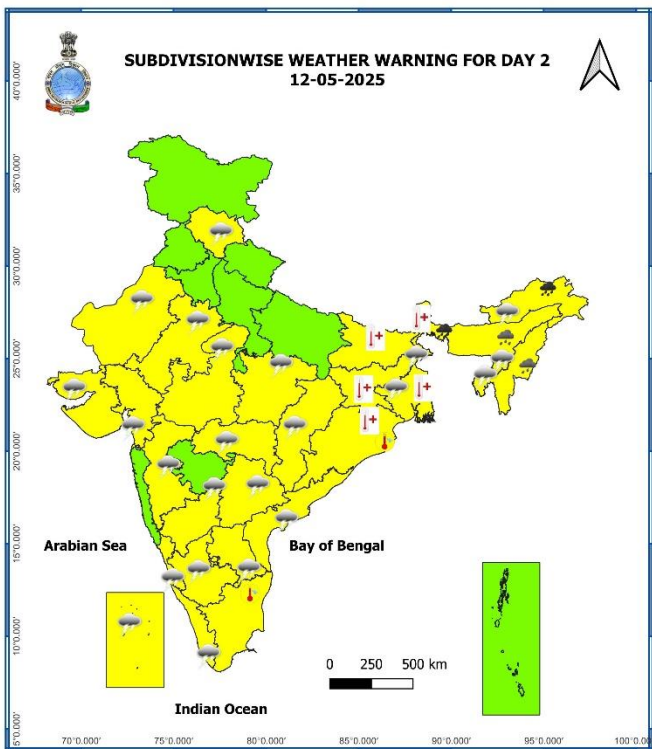 SUBDIVISIONWISE WEATHER WARNING FOR DAY 2
12-05-2025
40°0.000'
35°0.000'
30°0.000'
25°0.000'
20°0.000'
15°0.000'
10°0.000'
5°0.000'
Arabian Sea
Bay of Bengal
0 250 500 km
Indian Ocean
70°0.000' 75°0.000' 80°0.000' 85°0.000' 90°0.000' 95°0.000'